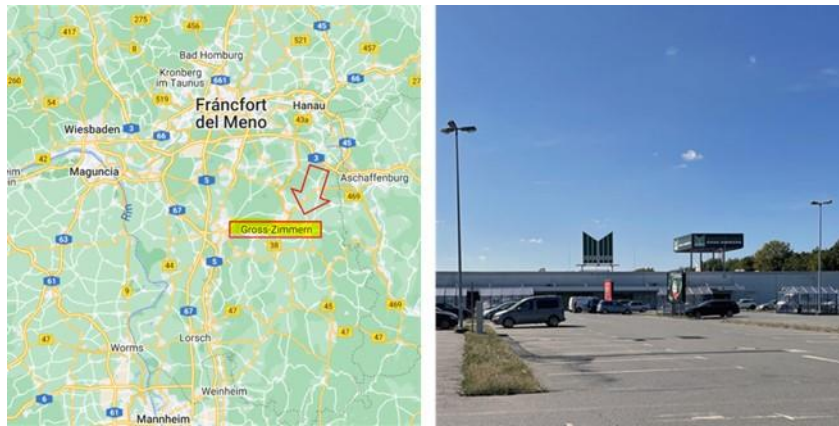 275
45
417
456
8
521
457
Bad Homburg
Kronberg
im Taunus
661
66
260
519
54
Fráncfort
del Meno
Hanau
27
43a
Wiesbaden
3
66
3
45
42
Maguncia
5
Aschaffenburg
469
67
Gross-Zimmern
63
38
5
44
61
9
47
45
469
67
47
47
47
Worms
Lorsch
Weinheim
6
61
Mannheim